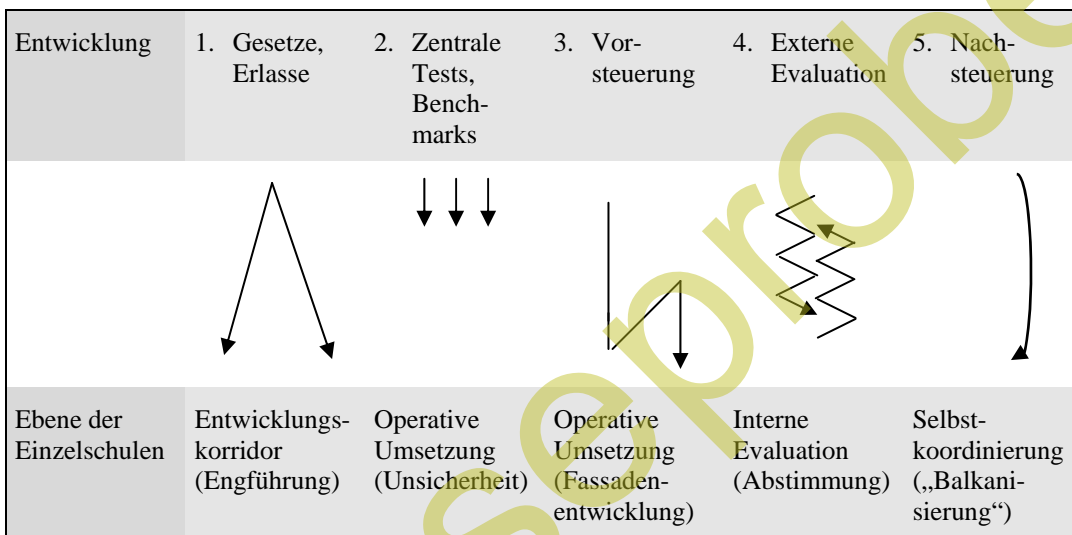 Entwicklung
1. Gesetze,
Erlasse
2. Zentrale
Tests,
Bench-
marks
3. Vor-
steuerung
4. Externe
Evaluation
5. Nach-
steuerung
Ebene der
Einzelschulen
Entwicklungs-
korridor
(Engführung)
Operative
Umsetzung
(Unsicherheit)
Operative
Umsetzung
(Fassaden-
entwicklung)
Interne
Evaluation
(Abstimmung)
Selbst-
koordinierung
(„Balkani-
sierung“)
seprobe